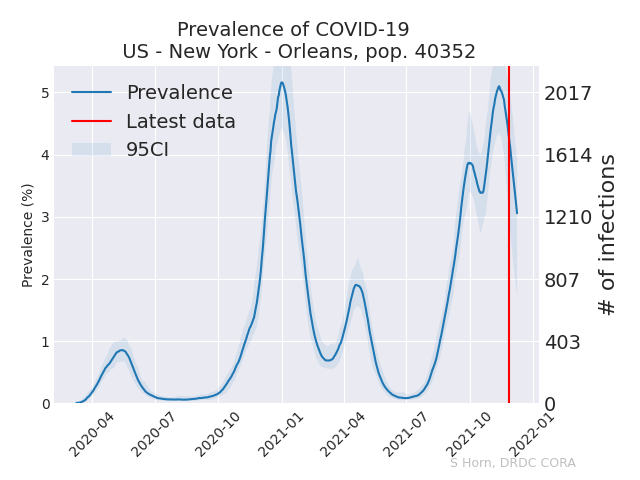 Prevalence of COVID-19
US - New York - Orleans, pop. 40352
Prevalence
Latest data
95CI
Prevalence (%)
5
4
3
2
1
0
2017
1614
1210
807
403
0
# of infections
2020-04
2020-07
2020-10
2021-01
2021-04
2021-07
2021-10
2022-01
S Horn, DRDC CORA